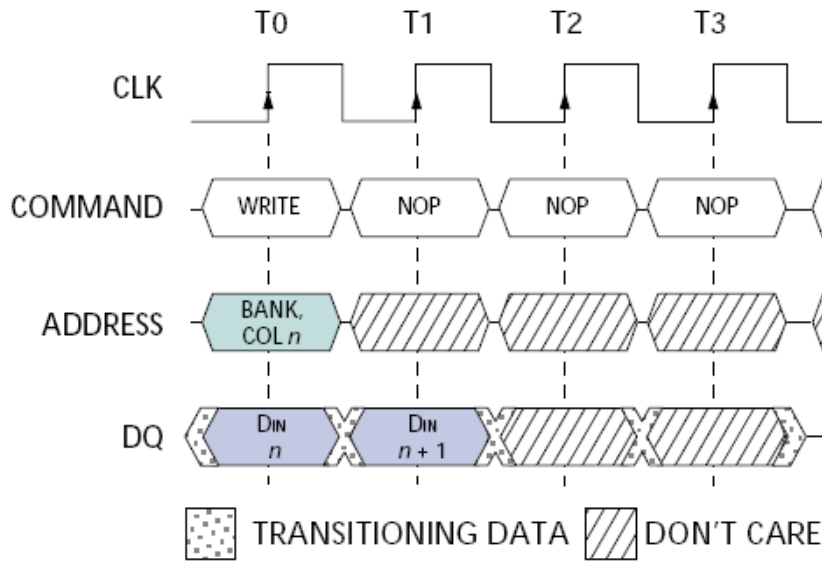 T0 T1 T2 T3
CLK
COMMAND WRITE NOP NOP NOP
ADDRESS BANK,
COL n
DQ DIN
n
DIN
n + 1
TRANSITIONING DATA DON'T CARE